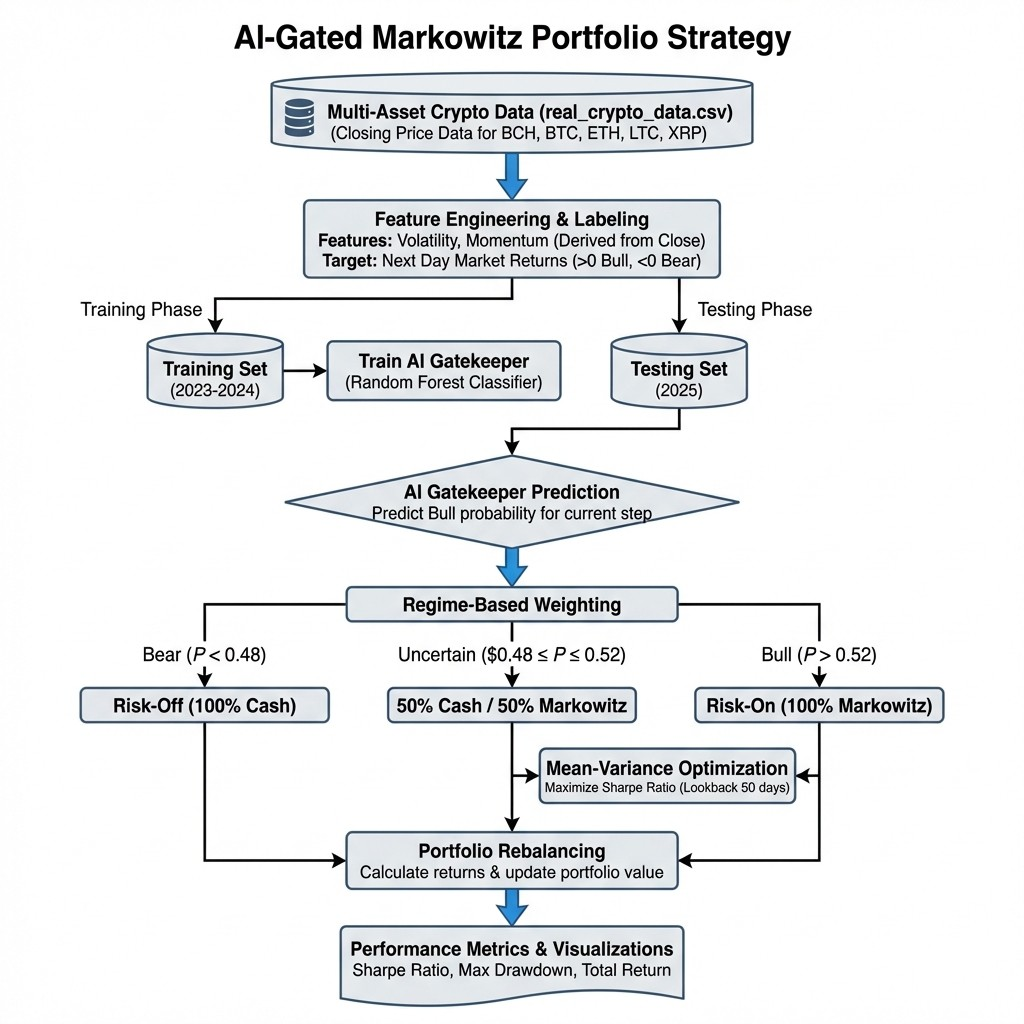 AI-Gated Markowitz Portfolio Strategy
Multi-Asset Crypto Data (real_crypto_data.csv)
(Closing Price Data for BCH, BTC, ETH, LTC, XRP)
Feature Engineering & Labeling
Features: Volatility, Momentum (Derived from Close)
Target: Next Day Market Returns (>0 Bull, <0 Bear)
Training Phase
Testing Phase
Training Set
(2023-2024)
Train AI Gatekeeper
(Random Forest Classifier)
Testing Set
(2025)
AI Gatekeeper Prediction
Predict Bull probability for current step
Regime-Based Weighting
Bear (P < 0.48)
Uncertain ($0.48 ≤ P ≤ 0.52)
Bull (P > 0.52)
Risk-Off (100% Cash)
50% Cash / 50% Markowitz
Risk-On (100% Markowitz)
Mean-Variance Optimization
Maximize Sharpe Ratio (Lookback 50 days)
Portfolio Rebalancing
Calculate returns & update portfolio value
Performance Metrics & Visualizations
Sharpe Ratio, Max Drawdown, Total Return